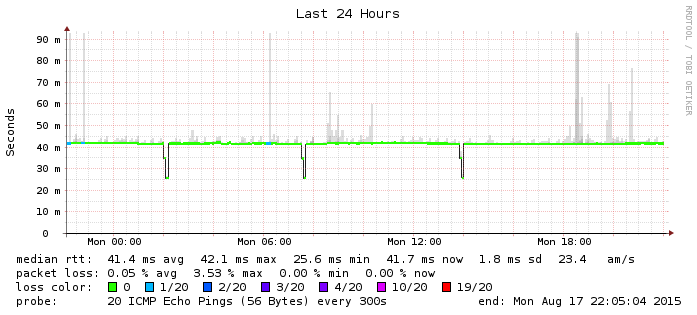 Last 24 Hours
RRDTOOL / TOBI OETIKER
Seconds
90 m
80 m
70 m
60 m
50 m
40 m
30 m
20 m
10 m
0
Mon 00:00 Mon 06:00 Mon 12:00 Mon 18:00
median rtt: 41.4 ms avg 42.1 ms max 25.6 ms min 41.7 ms now 1.8 ms sd 23.4 am/s
packet loss: 0.05 % avg 3.53 % max 0.00 % min 0.00 % now
loss color: 0 1/20 2/20 3/20 4/20 10/20 19/20
probe: 20 ICMP Echo Pings (56 Bytes) every 300s end: Mon Aug 17 22:05:04 2015